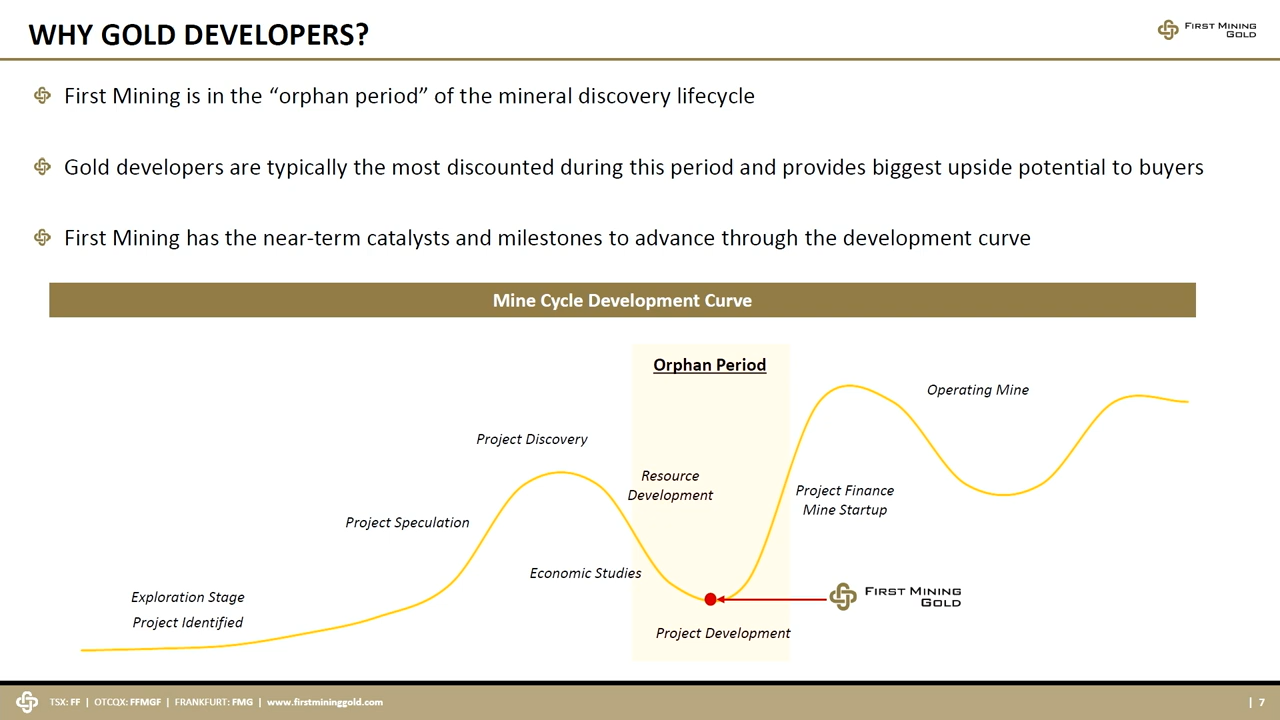 WHY GOLD DEVELOPERS?
FIRST MINING
GOLD
First Mining is in the “orphan period” of the mineral discovery lifecycle
Gold developers are typically the most discounted during this period and provides biggest upside potential to buyers
First Mining has the near-term catalysts and milestones to advance through the development curve
Mine Cycle Development Curve
Orphan Period
Operating Mine
Project Discovery
Resource
Development
Project Finance
Mine Startup
Project Speculation
Economic Studies
Exploration Stage
Project Identified
FIRST MINING
GOLD
Project Development
TSX: FF | OTCQX: FFMGF | FRANKFURT: FMG | www.firstmininggold.com
| 7